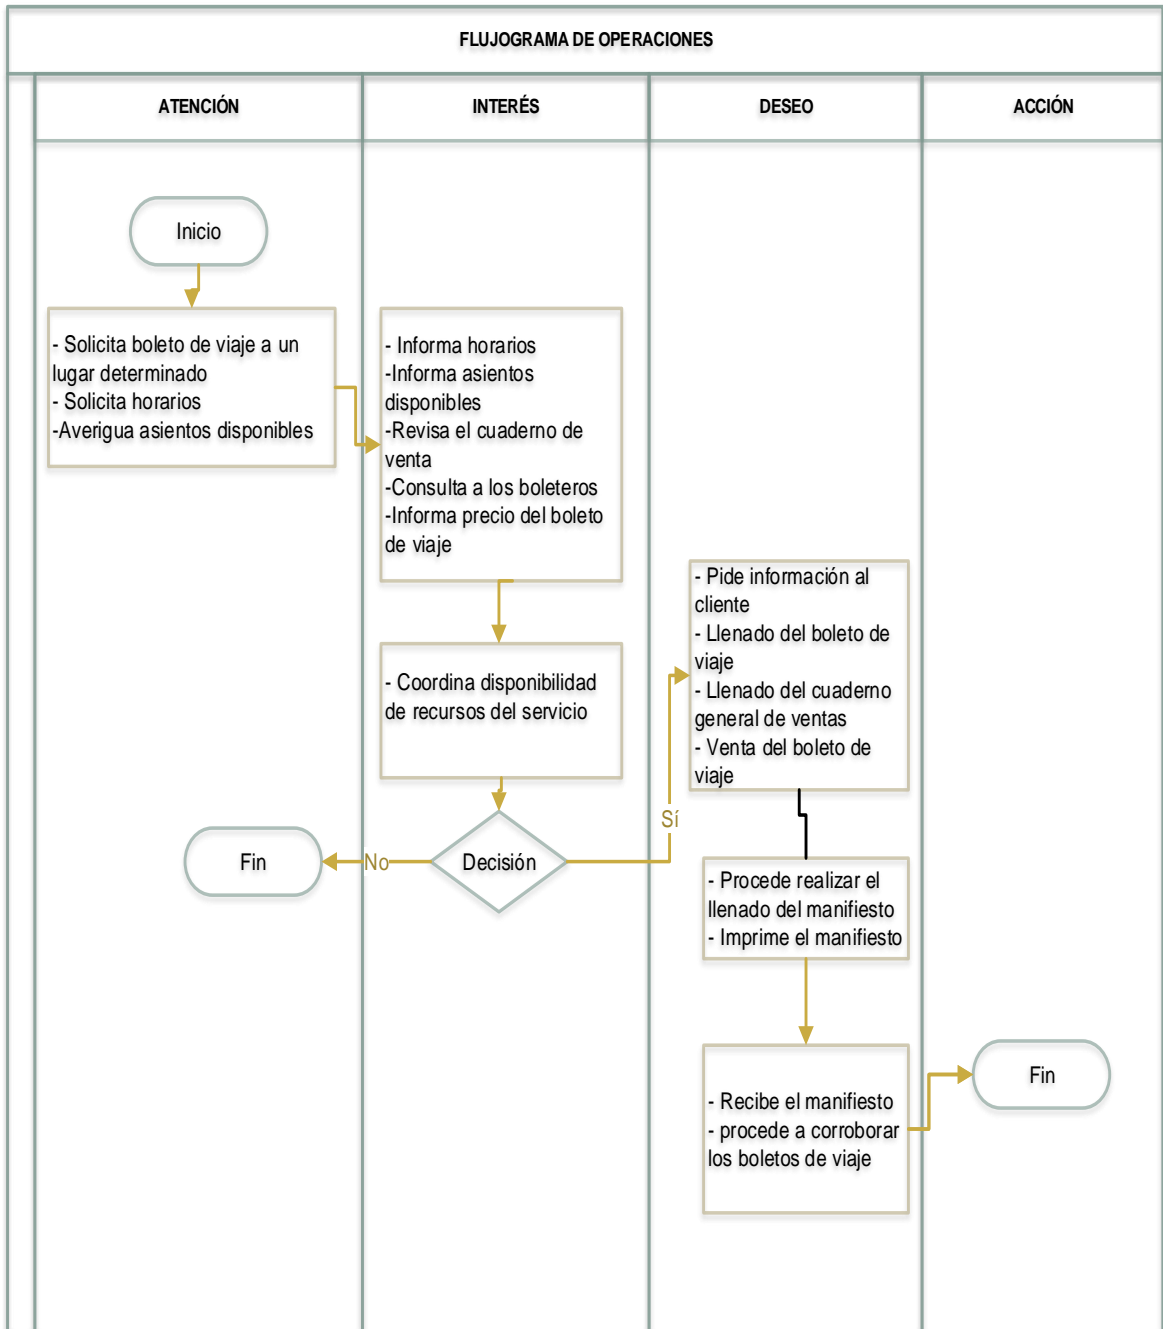 FLUJOGRAMA DE OPERACIONES
ATENCIÓN
INTERÉS
DESEO
ACCIÓN
Inicio
- Solicita boleto de viaje a un
lugar determinado
- Solicita horarios
-Averigua asientos disponibles
- Informa horarios
-Informa asientos
disponibles
-Revisa el cuaderno de
venta
-Consulta a los boleteros
-Informa precio del boleto
de viaje
- Coordina disponibilidad
de recursos del servicio
Decisión
No
Fin
Sí
- Pide información al
cliente
- Llenado del boleto de
viaje
- Llenado del cuaderno
general de ventas
- Venta del boleto de
viaje
- Procede realizar el
llenado del manifiesto
- Imprime el manifiesto
- Recibe el manifiesto
- procede a corroborar
los boletos de viaje
Fin